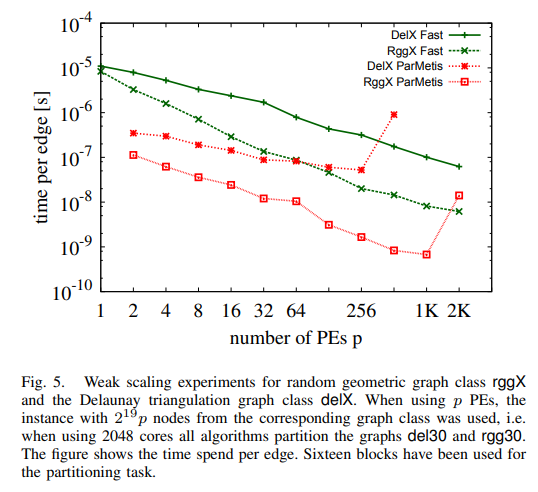 10^-4
10^-5
10^-6
10^-7
10^-8
10^-9
10^-10
time per edge [s]
DelX Fast
RggX Fast
DelX ParMetis
RggX ParMetis
1 2 4 8 16 32 64 256 1K 2K
number of PEs p
Fig. 5. Weak scaling experiments for random geometric graph class rggX
and the Delaunay triangulation graph class delX. When using p PEs, the
instance with 2^19p nodes from the corresponding graph class was used, i.e.
when using 2048 cores all algorithms partition the graphs del30 and rgg30.
The figure shows the time spend per edge. Sixteen blocks have been used for
the partitioning task.